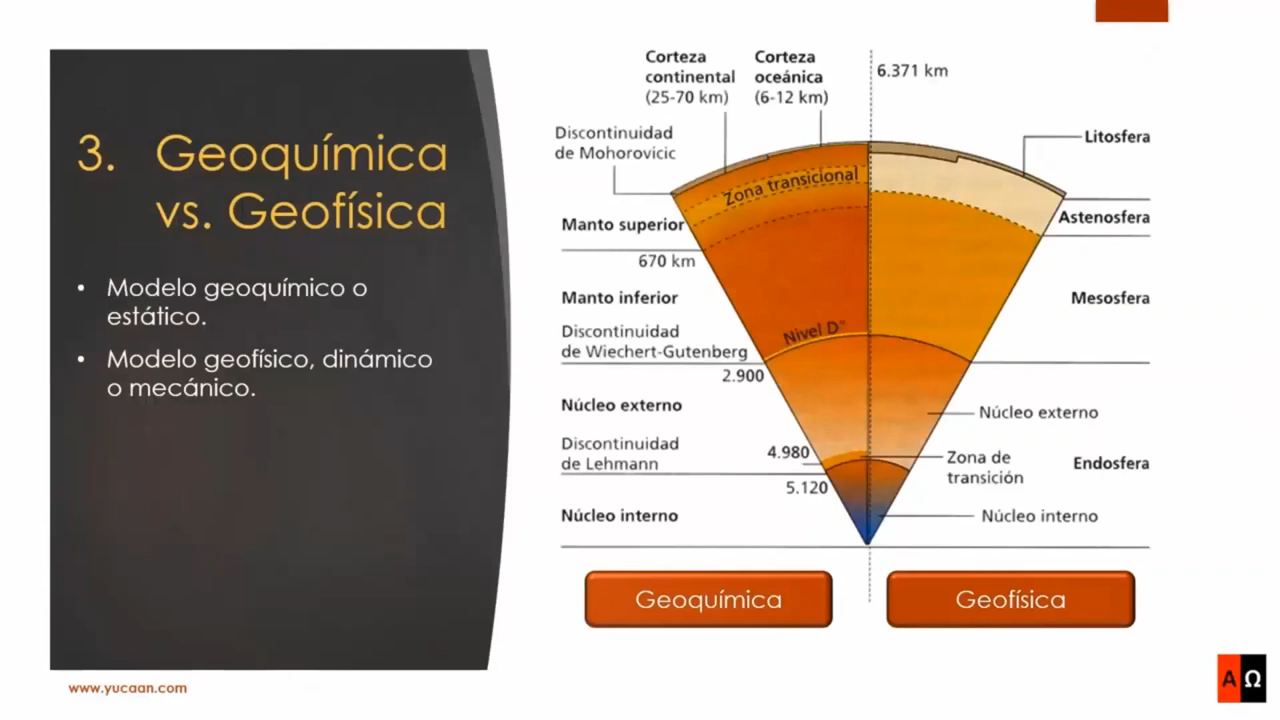 3. Geoquímica
vs. Geofísica
• Modelo geoquímico o
estático.
• Modelo geofísico, dinámico
o mecánico.
www.yucaan.com
Corteza
continental
(25-70 km)
Corteza
oceánica
(6-12 km)
6.371 km
Discontinuidad
de Mohorovicic
Litosfera
Zona transicional
Manto superior
Astenosfera
670 km
Manto inferior
Mesosfera
Nivel D"
Discontinuidad
de Wiechert-Gutenberg
2.900
Núcleo externo
Núcleo externo
Discontinuidad
de Lehmann
4.980
Zona de
transición
Endosfera
5.120
Núcleo interno
Núcleo interno
Geoquímica
Geofísica
AΩ